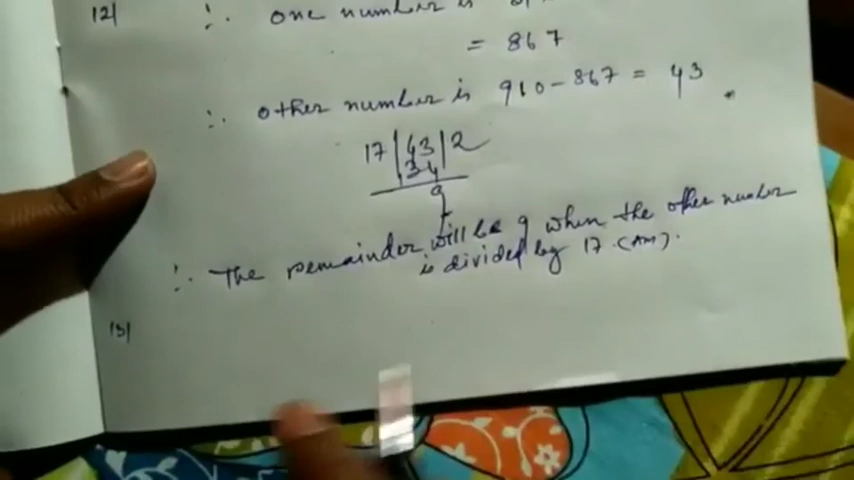 12| ∴ one number is
= 867
∴ other number is 910 - 867 = 43
17|43|2
34
9
∴ The remainder will be 9 when the other number
is divided by 17. (Ans).
13|